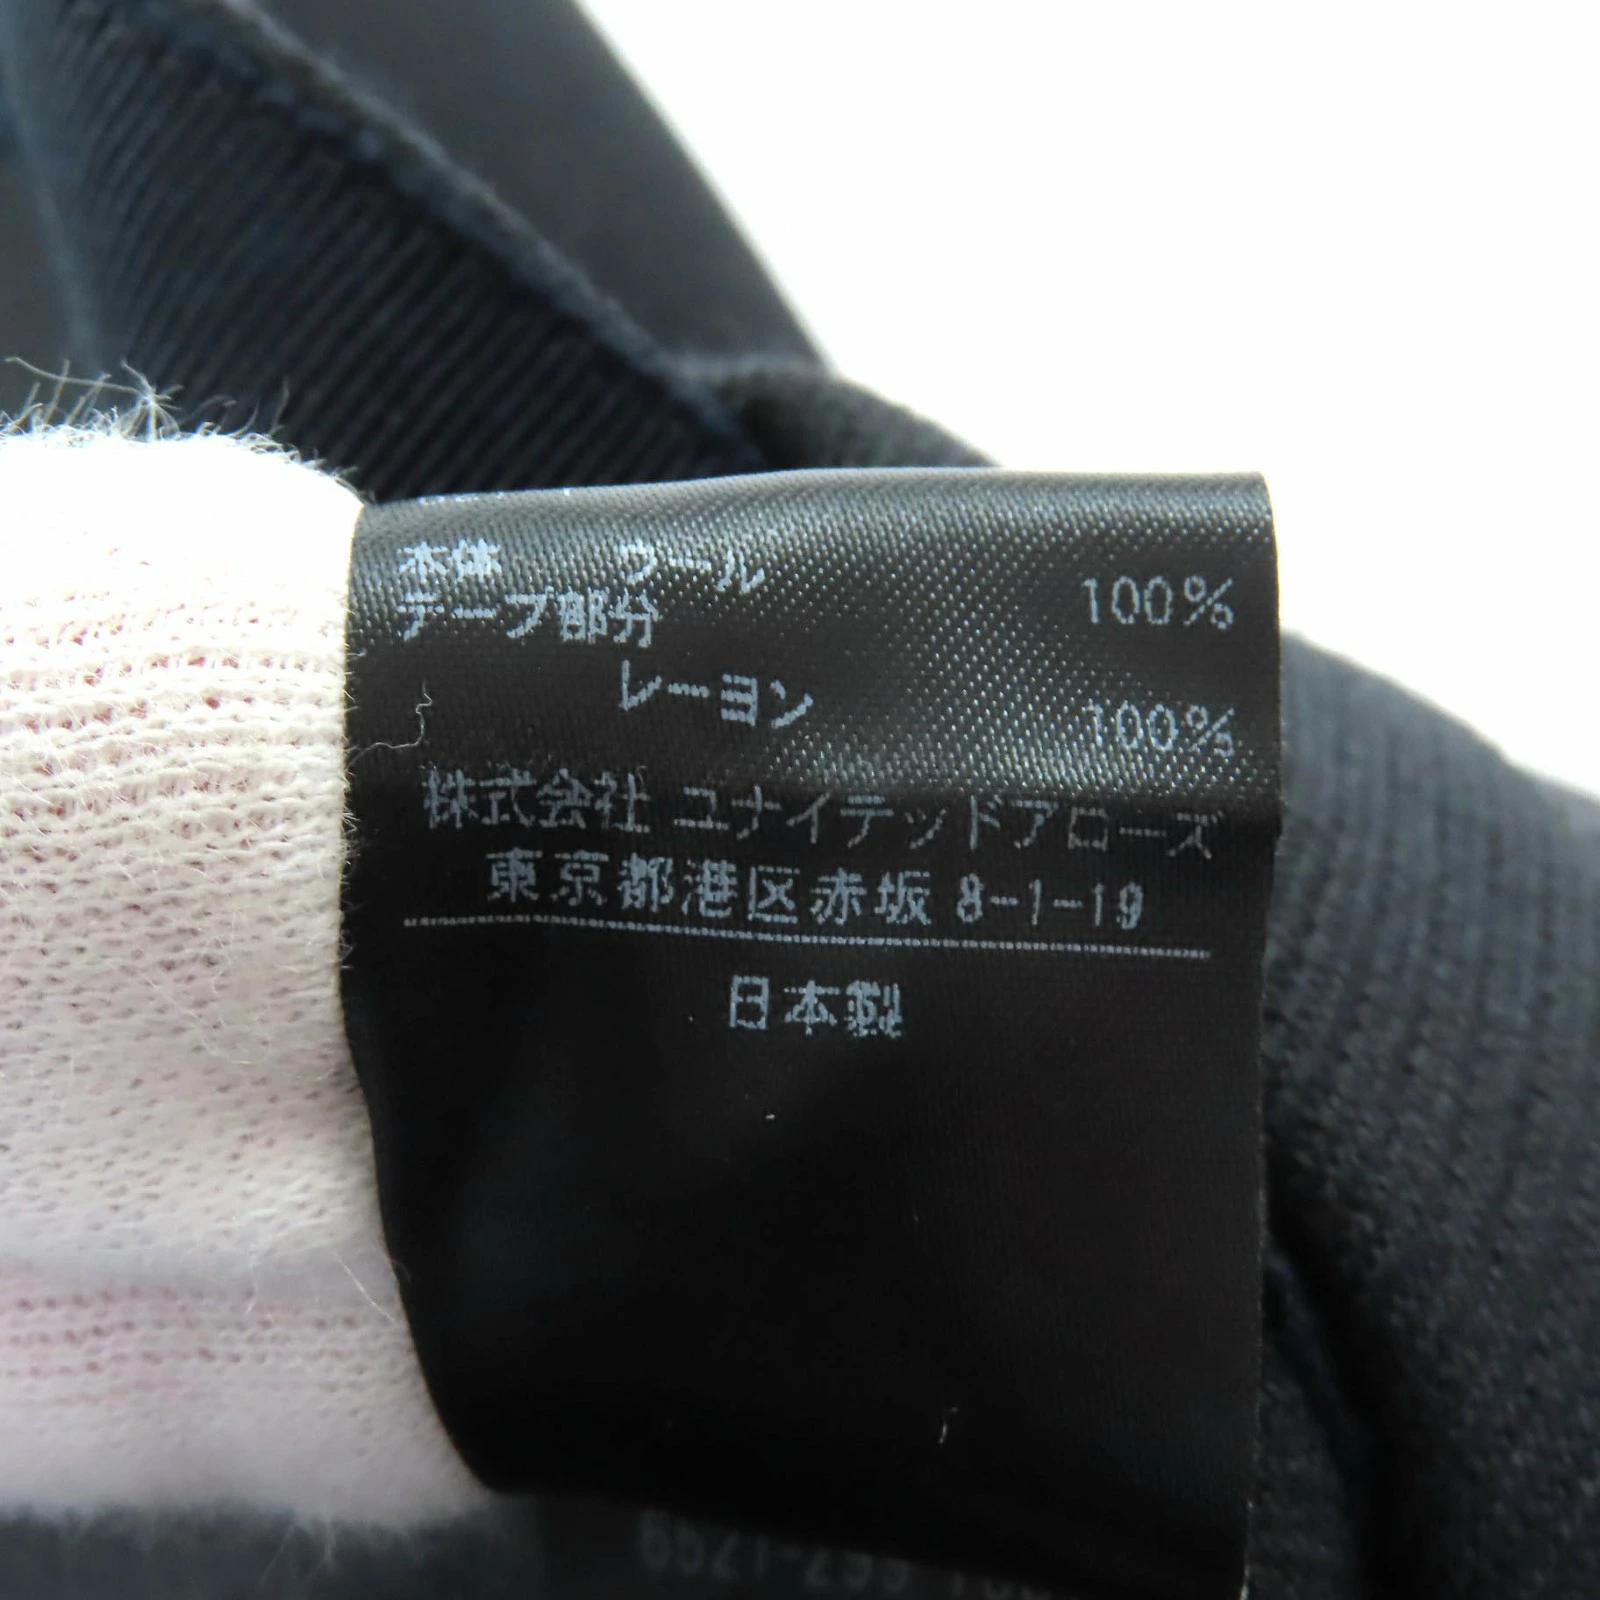 本体 ウール 100%
テープ部分
レーヨン 100%
株式会社 ユナイテッドアローズ
東京都港区赤坂 8-1-19
日本製